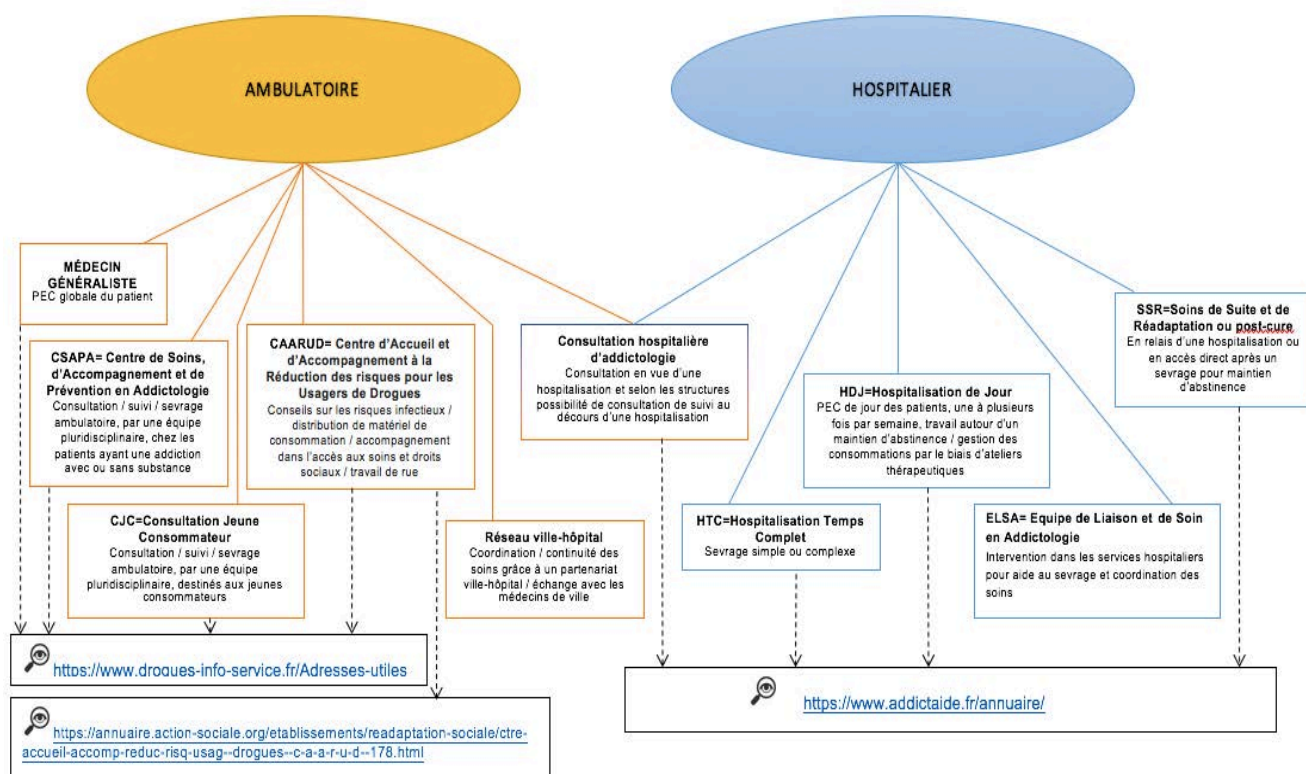 AMBULATOIRE
HOSPITALIER
MÉDECIN
GÉNÉRALISTE
PEC globale du patient
CSAPA= Centre de Soins,
d'Accompagnement et de
Prévention en Addictologie
Consultation / suivi / sevrage
ambulatoire, par une équipe
pluridisciplinaire, chez les
patients ayant une addiction
avec ou sans substance
CAARUD= Centre d'Accueil et
d'Accompagnement à la
Réduction des risques pour les
Usagers de Drogues
Conseils sur les risques infectieux /
distribution de matériel de
consommation / accompagnement
dans l'accès aux soins et droits
sociaux / travail de rue
Consultation hospitalière
d'addictologie
Consultation en vue d'une
hospitalisation et selon les structures
possibilité de consultation de suivi au
décours d'une hospitalisation
HDJ=Hospitalisation de Jour
PEC de jour des patients, une à plusieurs
fois par semaine, travail autour d'un
maintien d'abstinence / gestion des
consommations par le biais d'ateliers
thérapeutiques
SSR=Soins de Suite et de
Réadaptation ou post-cure
En relais d'une hospitalisation ou
en accès direct après un
sevrage pour maintien
d'abstinence
CJC=Consultation Jeune
Consommateur
Consultation / suivi / sevrage
ambulatoire, par une équipe
pluridisciplinaire, destinés aux jeunes
consommateurs
Réseau ville-hôpital
Coordination / continuité des
soins grâce à un partenariat
ville-hôpital / échange avec les
médecins de ville
HTC=Hospitalisation Temps
Complet
Sevrage simple ou complexe
ELSA= Equipe de Liaison et de Soin
en Addictologie
Intervention dans les services hospitaliers
pour aide au sevrage et coordination des
soins
https://www.drogues-info-service.fr/Adresses-utiles
https://www.addictaide.fr/annuaire/
https://annuaire.action-sociale.org/etablissements/readaptation-sociale/ctre-
accueil-accomp-reduc-risq-usag--drogues--c-a-a-r-u-d--178.html